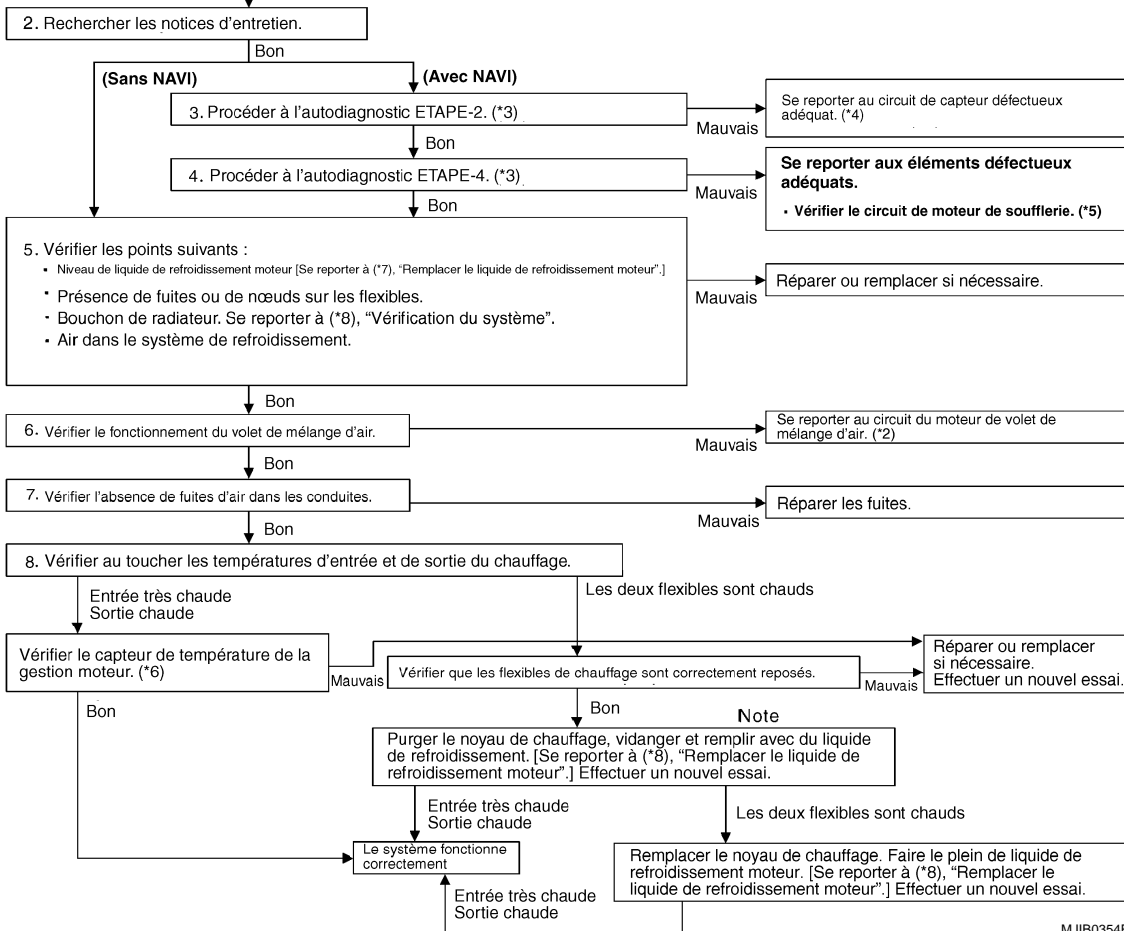 2. Rechercher les notices d'entretien.
Bon
(Sans NAVI)
(Avec NAVI)
3. Procéder à l'autodiagnostic ETAPE-2. (*3)
Mauvais
Se reporter au circuit de capteur défectueux
adéquat. (*4)
Bon
4. Procéder à l'autodiagnostic ETAPE-4. (*3)
Mauvais
Se reporter aux éléments défectueux
adéquats.
• Vérifier le circuit de moteur de soufflerie. (*5)
Bon
5. Vérifier les points suivants :
• Niveau de liquide de refroidissement moteur [Se reporter à (*7), “Remplacer le liquide de refroidissement moteur”.]
• Présence de fuites ou de nœuds sur les flexibles.
• Bouchon de radiateur. Se reporter à (*8), “Vérification du système”.
• Air dans le système de refroidissement.
Mauvais
Réparer ou remplacer si nécessaire.
Bon
6. Vérifier le fonctionnement du volet de mélange d'air.
Mauvais
Se reporter au circuit du moteur de volet de
mélange d'air. (*2)
Bon
7. Vérifier l'absence de fuites d'air dans les conduites.
Mauvais
Réparer les fuites.
Bon
8. Vérifier au toucher les températures d'entrée et de sortie du chauffage.
Entrée très chaude
Sortie chaude
Les deux flexibles sont chauds
Vérifier le capteur de température de la
gestion moteur. (*6)
Mauvais
Vérifier que les flexibles de chauffage sont correctement reposés.
Mauvais
Réparer ou remplacer
si nécessaire.
Effectuer un nouvel essai.
Bon
Bon
Note
Purger le noyau de chauffage, vidanger et remplir avec du liquide
de refroidissement. [Se reporter à (*8), “Remplacer le liquide de
refroidissement moteur”.] Effectuer un nouvel essai.
Entrée très chaude
Sortie chaude
Les deux flexibles sont chauds
Le système fonctionne
correctement
Remplacer le noyau de chauffage. Faire le plein de liquide de
refroidissement moteur. [Se reporter à (*8), “Remplacer le
liquide de refroidissement moteur”.] Effectuer un nouvel essai.
Entrée très chaude
Sortie chaude